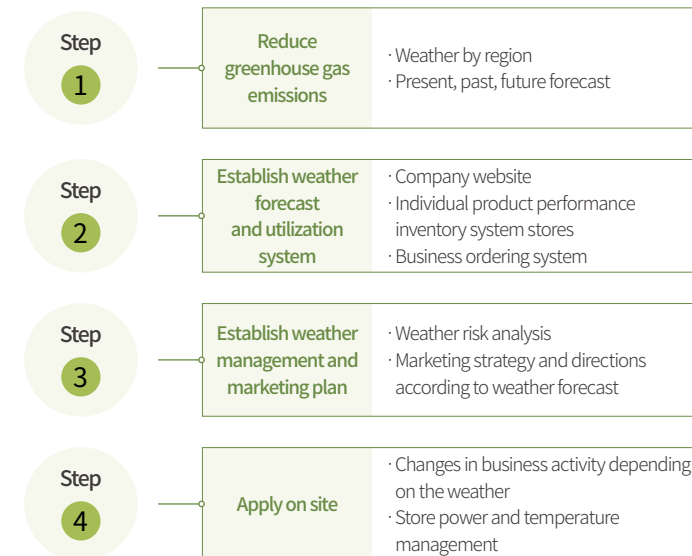 Step
1
Reduce
greenhouse gas
emissions
· Weather by region
· Present, past, future forecast
Step
2
Establish weather
forecast
and utilization
system
· Company website
· Individual product performance
inventory system stores
· Business ordering system
Step
3
Establish weather
management and
marketing plan
· Weather risk analysis
· Marketing strategy and directions
according to weather forecast
Step
4
Apply on site
· Changes in business activity depending
on the weather
· Store power and temperature
management